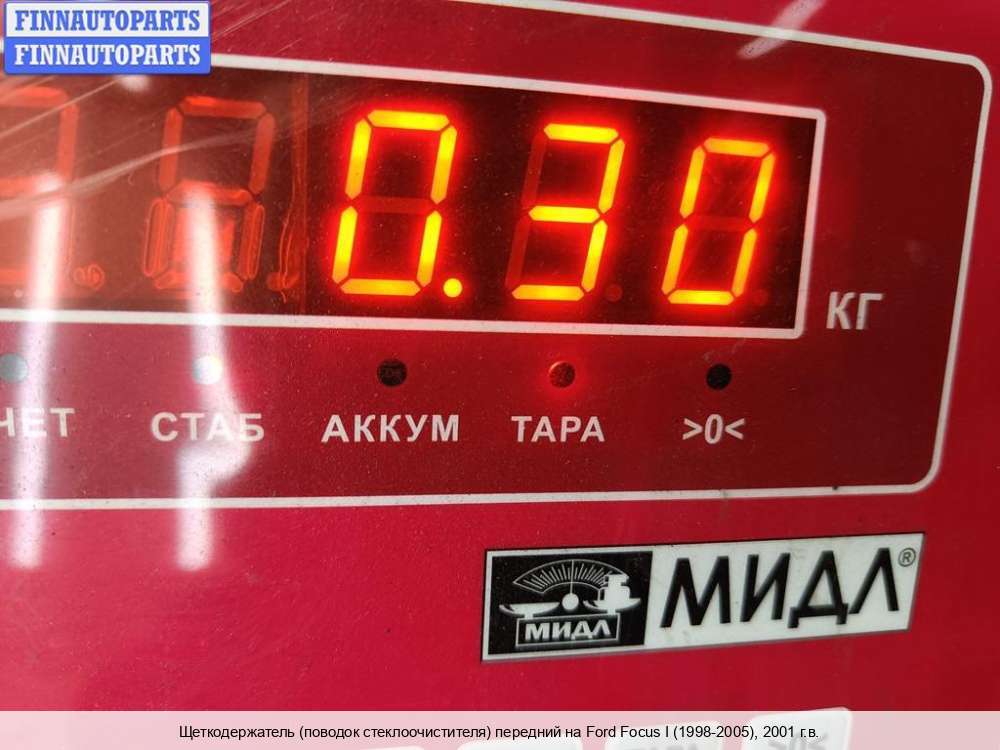 FINNAUTOPARTS
FINNAUTOPARTS
0.30
КГ
СТАБ АККУМ ТАРА >0<
МИДЛ МИДЛ®
Щеткодержатель (поводок стеклоочистителя) передний на Ford Focus I (1998-2005), 2001 г.в.